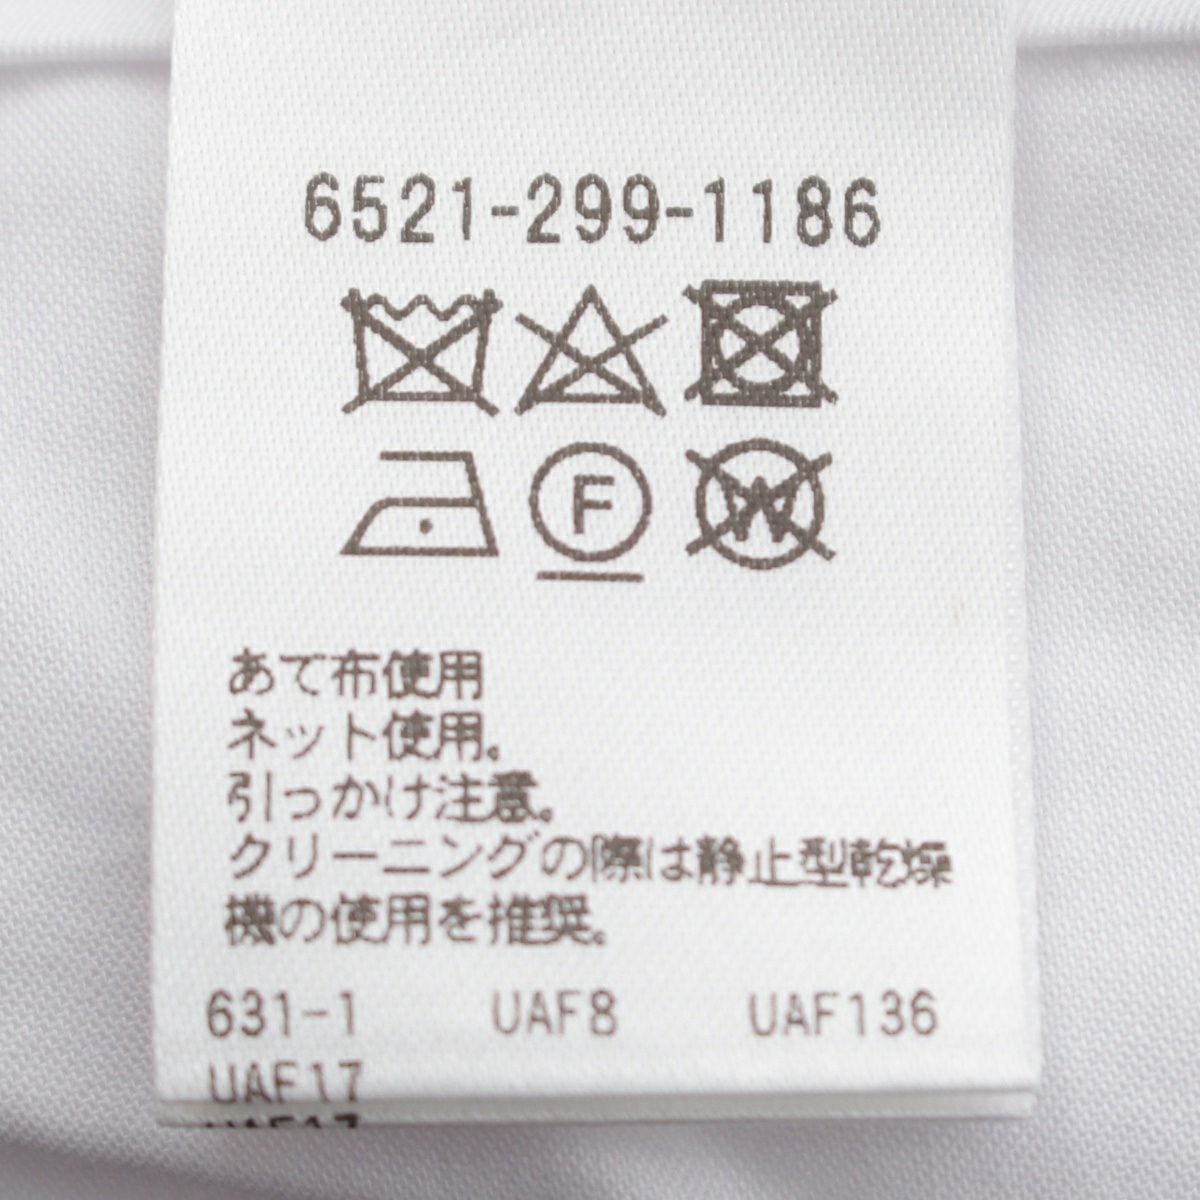 6521-299-1186
F
W
あて布使用
ネット使用。
引っかけ注意。
クリーニングの際は静止型乾燥
機の使用を推奨。
631-1 UAF8 UAF136
UAF17